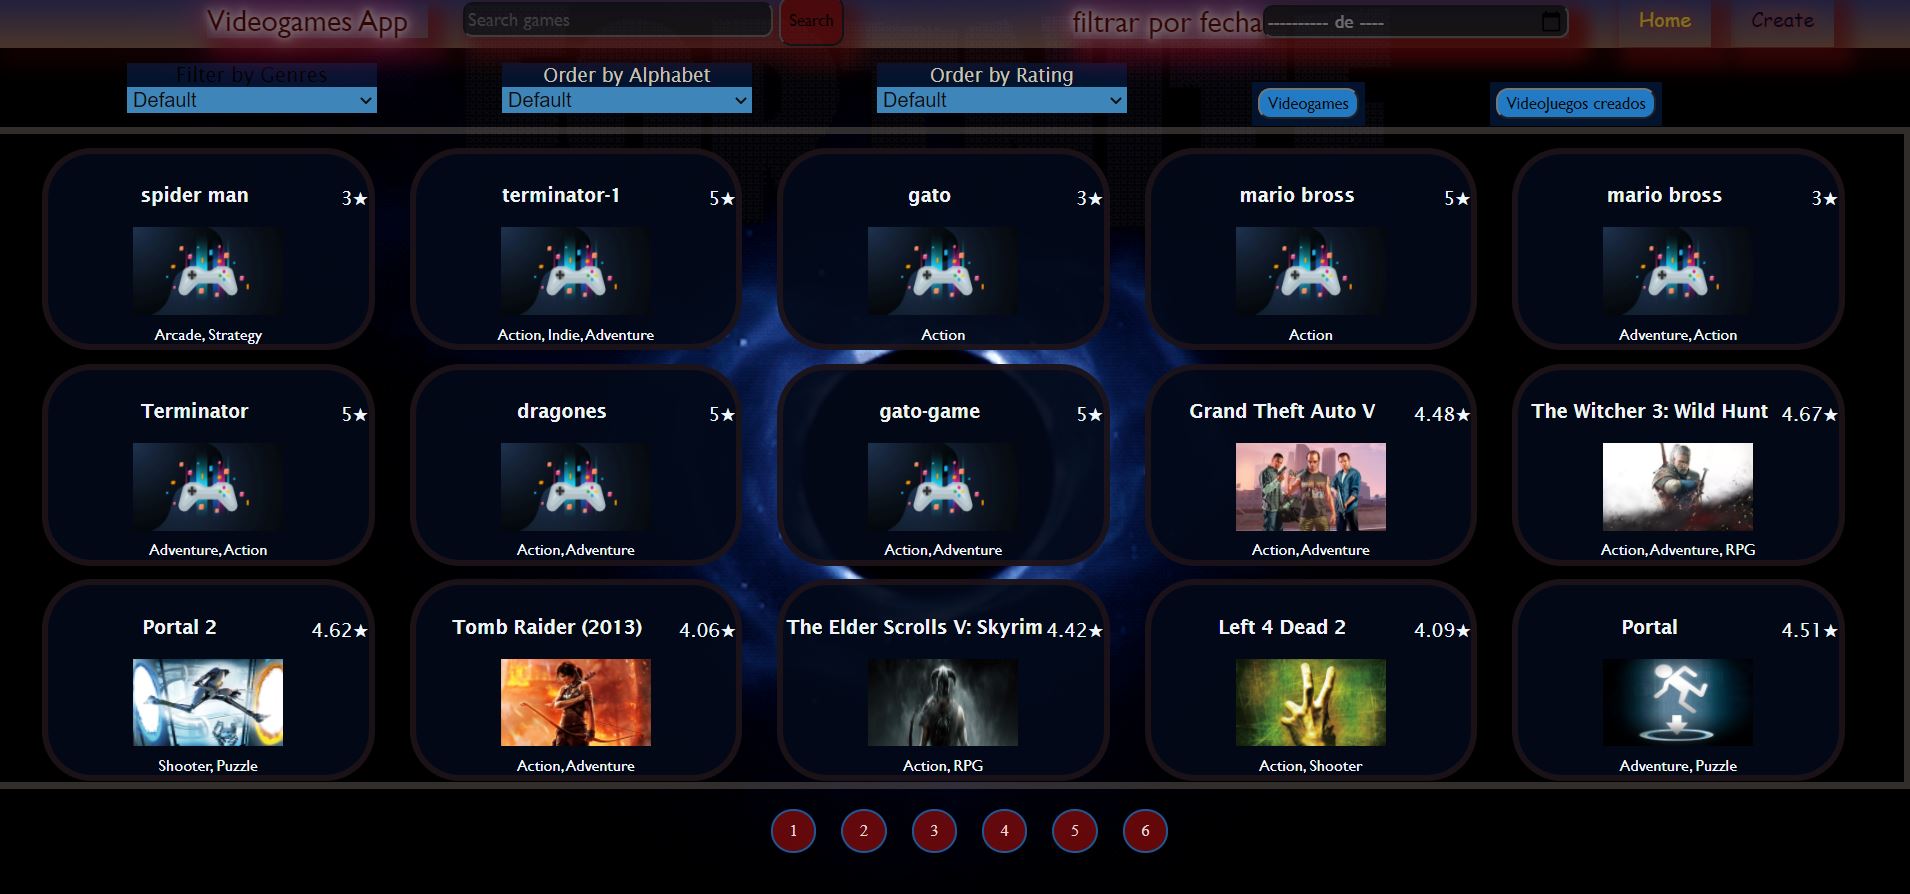 Videogames App
Search games
Search
filtrar por fecha
---------- de ----
Home
Create
Filter by Genres
Default
Order by Alphabet
Default
Order by Rating
Default
Videogames
VideoJuegos creados
spider man 3★
Arcade, Strategy
terminator-1 5★
Action, Indie, Adventure
gato 3★
Action
mario bross 5★
Action
mario bross 3★
Adventure, Action
Terminator 5★
Adventure, Action
dragones 5★
Action, Adventure
gato-game 5★
Action, Adventure
Grand Theft Auto V 4.48★
Action, Adventure
The Witcher 3: Wild Hunt 4.67★
Action, Adventure, RPG
Portal 2 4.62★
Shooter, Puzzle
Tomb Raider (2013) 4.06★
Action, Adventure
The Elder Scrolls V: Skyrim 4.42★
Action, RPG
Left 4 Dead 2 4.09★
Action, Shooter
Portal 4.51★
Adventure, Puzzle
1 2 3 4 5 6